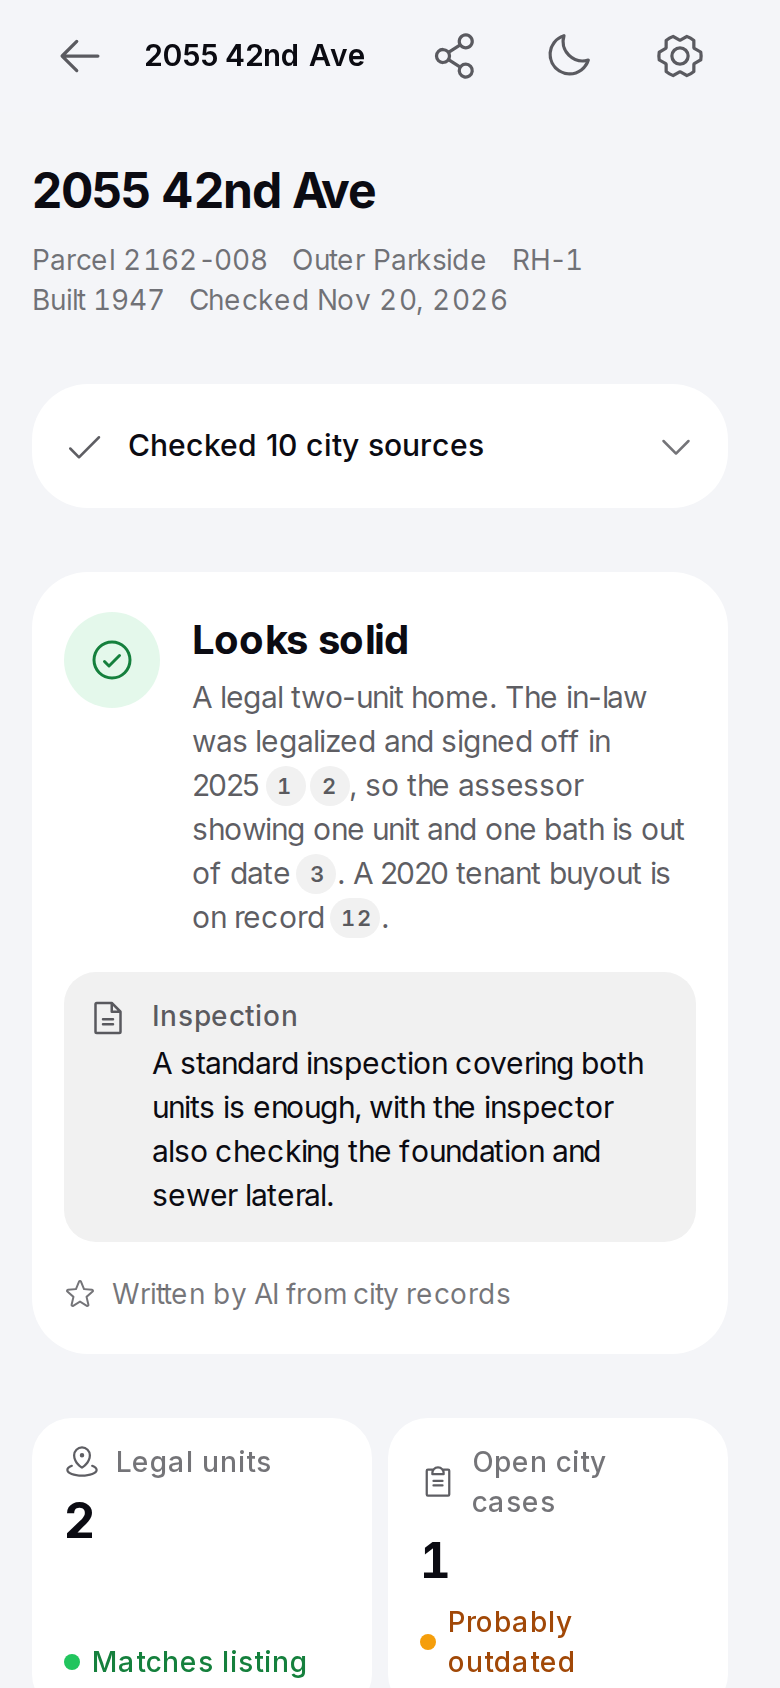 2055 42nd Ave
2055 42nd Ave
Parcel 2162-008 Outer Parkside RH-1
Built 1947 Checked Nov 20, 2026
Checked 10 city sources
Looks solid
A legal two-unit home. The in-law
was legalized and signed off in
2025 1 2, so the assessor
showing one unit and one bath is out
of date 3. A 2020 tenant buyout is
on record 12.
Inspection
A standard inspection covering both
units is enough, with the inspector
also checking the foundation and
sewer lateral.
Written by AI from city records
Legal units
2
Matches listing
Open city
cases
1
Probably
outdated